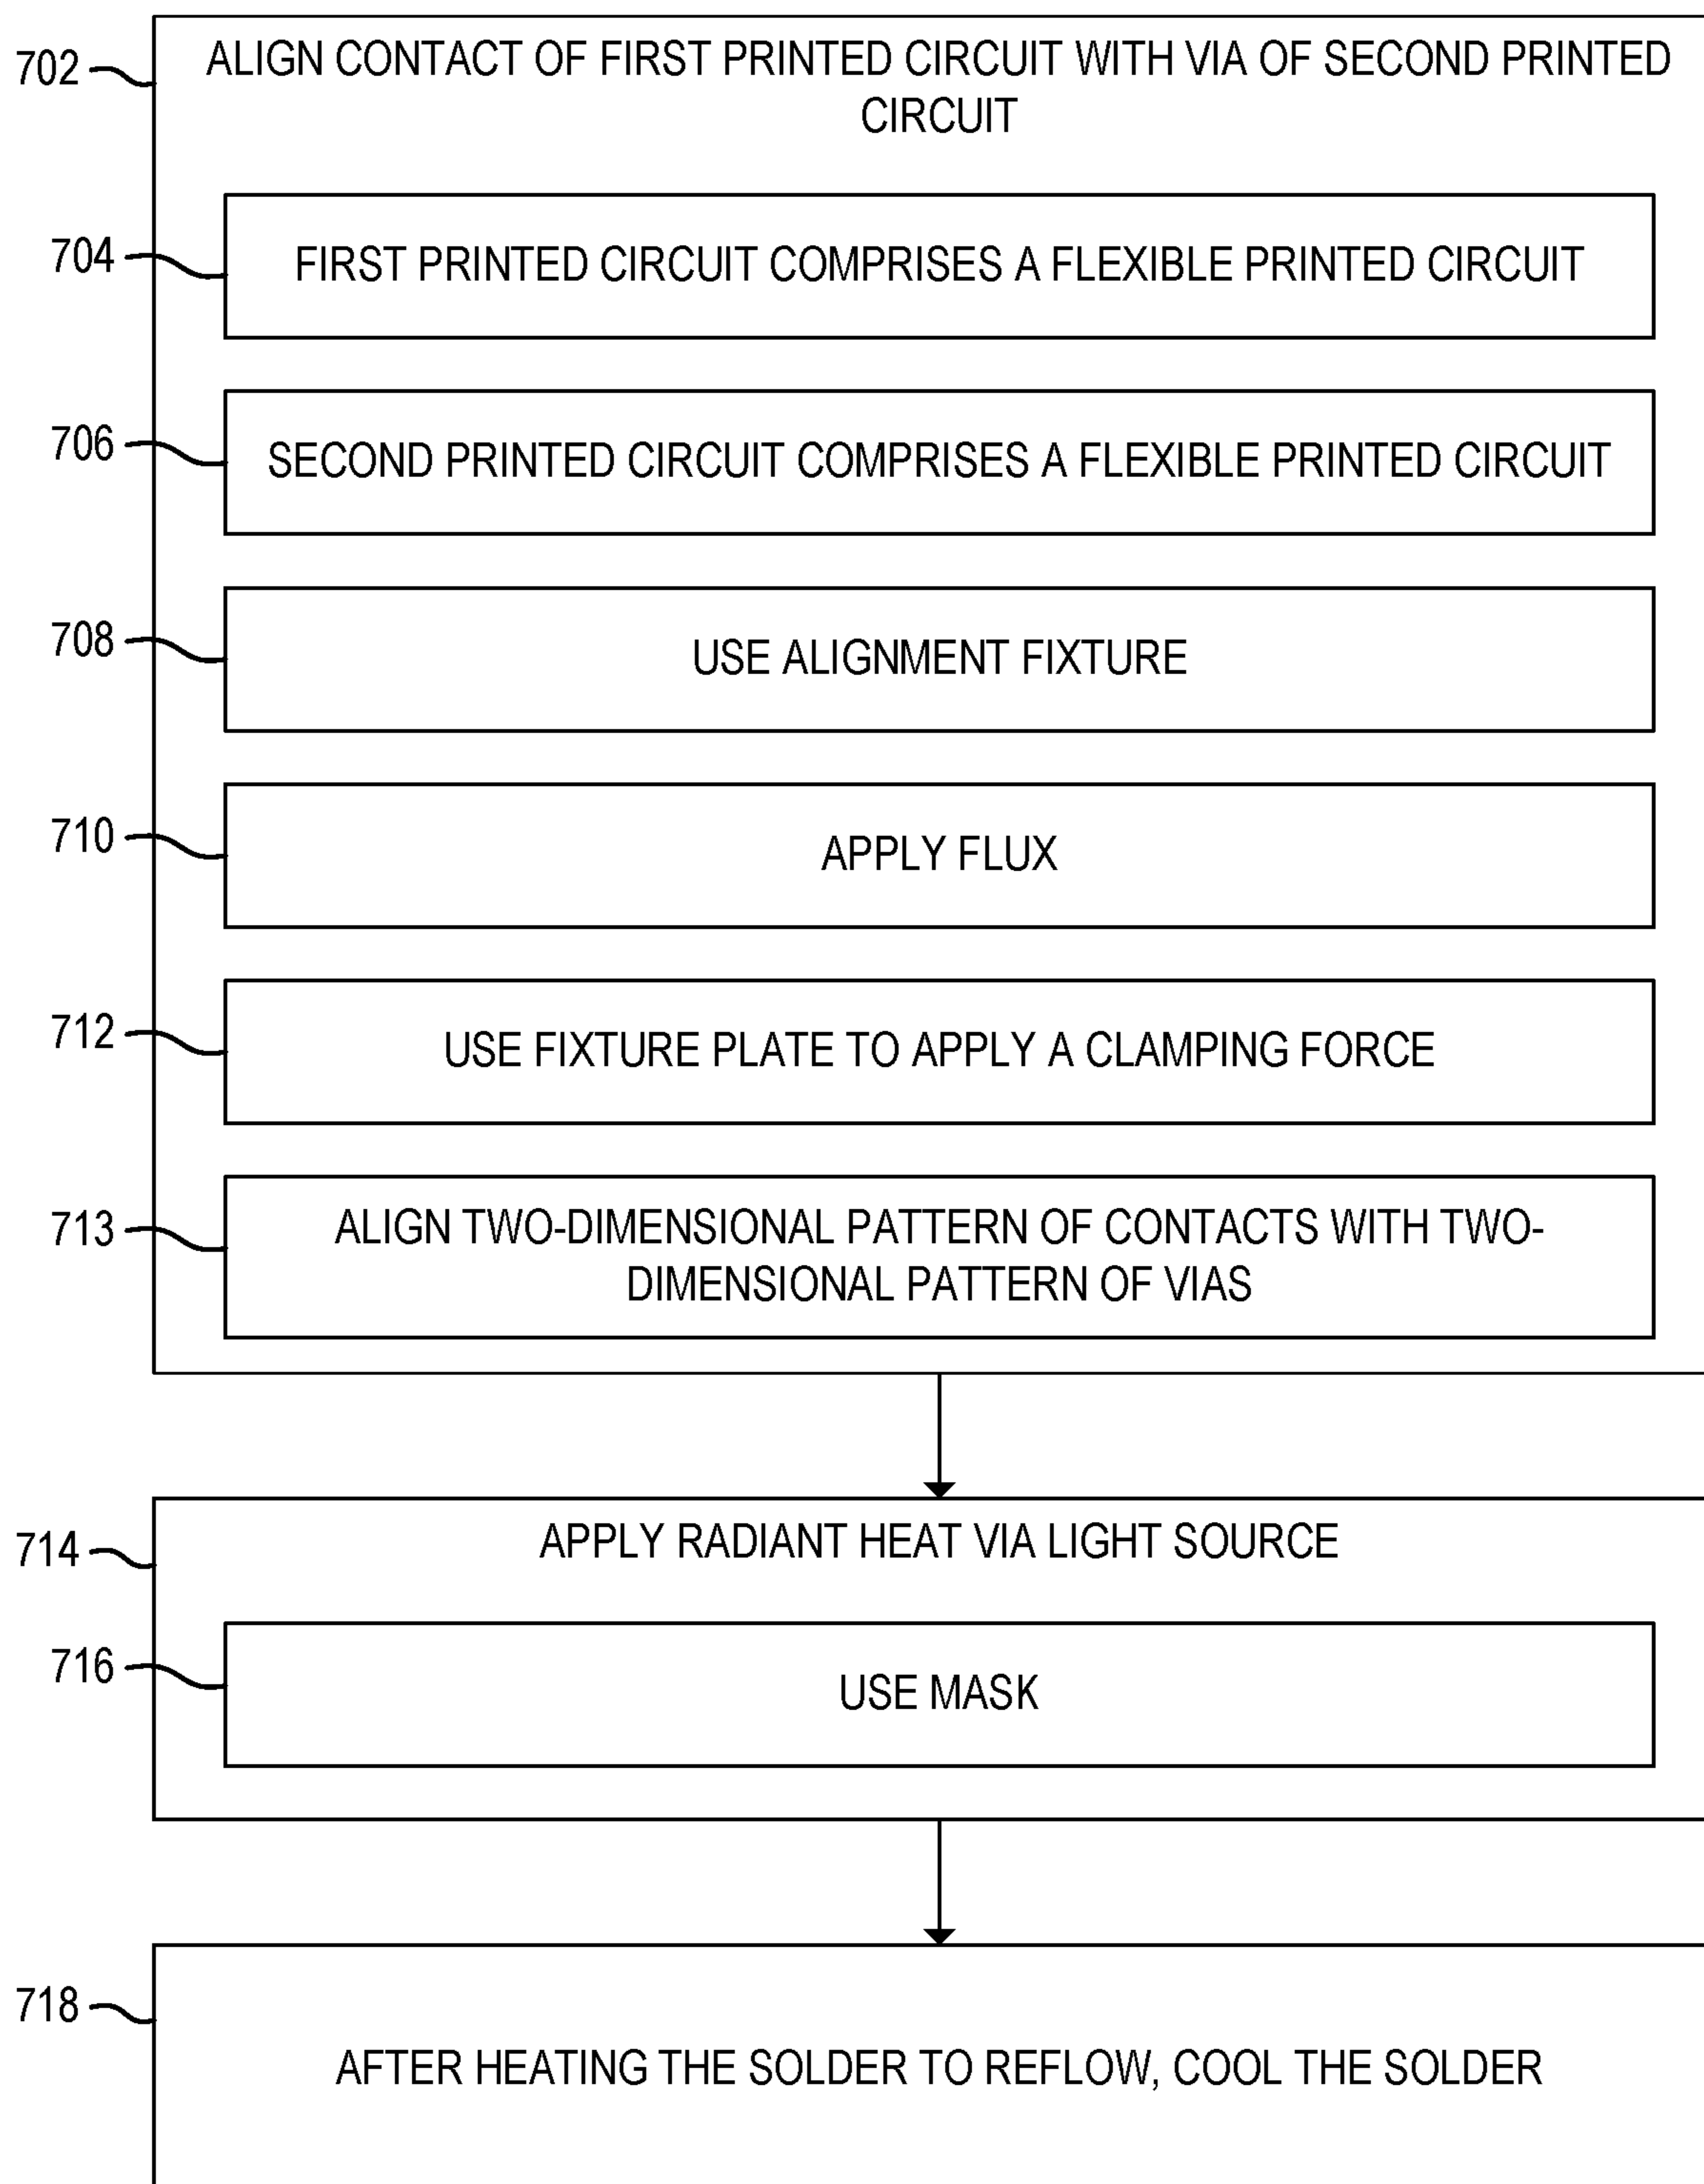 702
ALIGN CONTACT OF FIRST PRINTED CIRCUIT WITH VIA OF SECOND PRINTED
CIRCUIT
704
FIRST PRINTED CIRCUIT COMPRISES A FLEXIBLE PRINTED CIRCUIT
706
SECOND PRINTED CIRCUIT COMPRISES A FLEXIBLE PRINTED CIRCUIT
708
USE ALIGNMENT FIXTURE
710
APPLY FLUX
712
USE FIXTURE PLATE TO APPLY A CLAMPING FORCE
713
ALIGN TWO-DIMENSIONAL PATTERN OF CONTACTS WITH TWO-
DIMENSIONAL PATTERN OF VIAS
714
APPLY RADIANT HEAT VIA LIGHT SOURCE
716
USE MASK
718
AFTER HEATING THE SOLDER TO REFLOW, COOL THE SOLDER